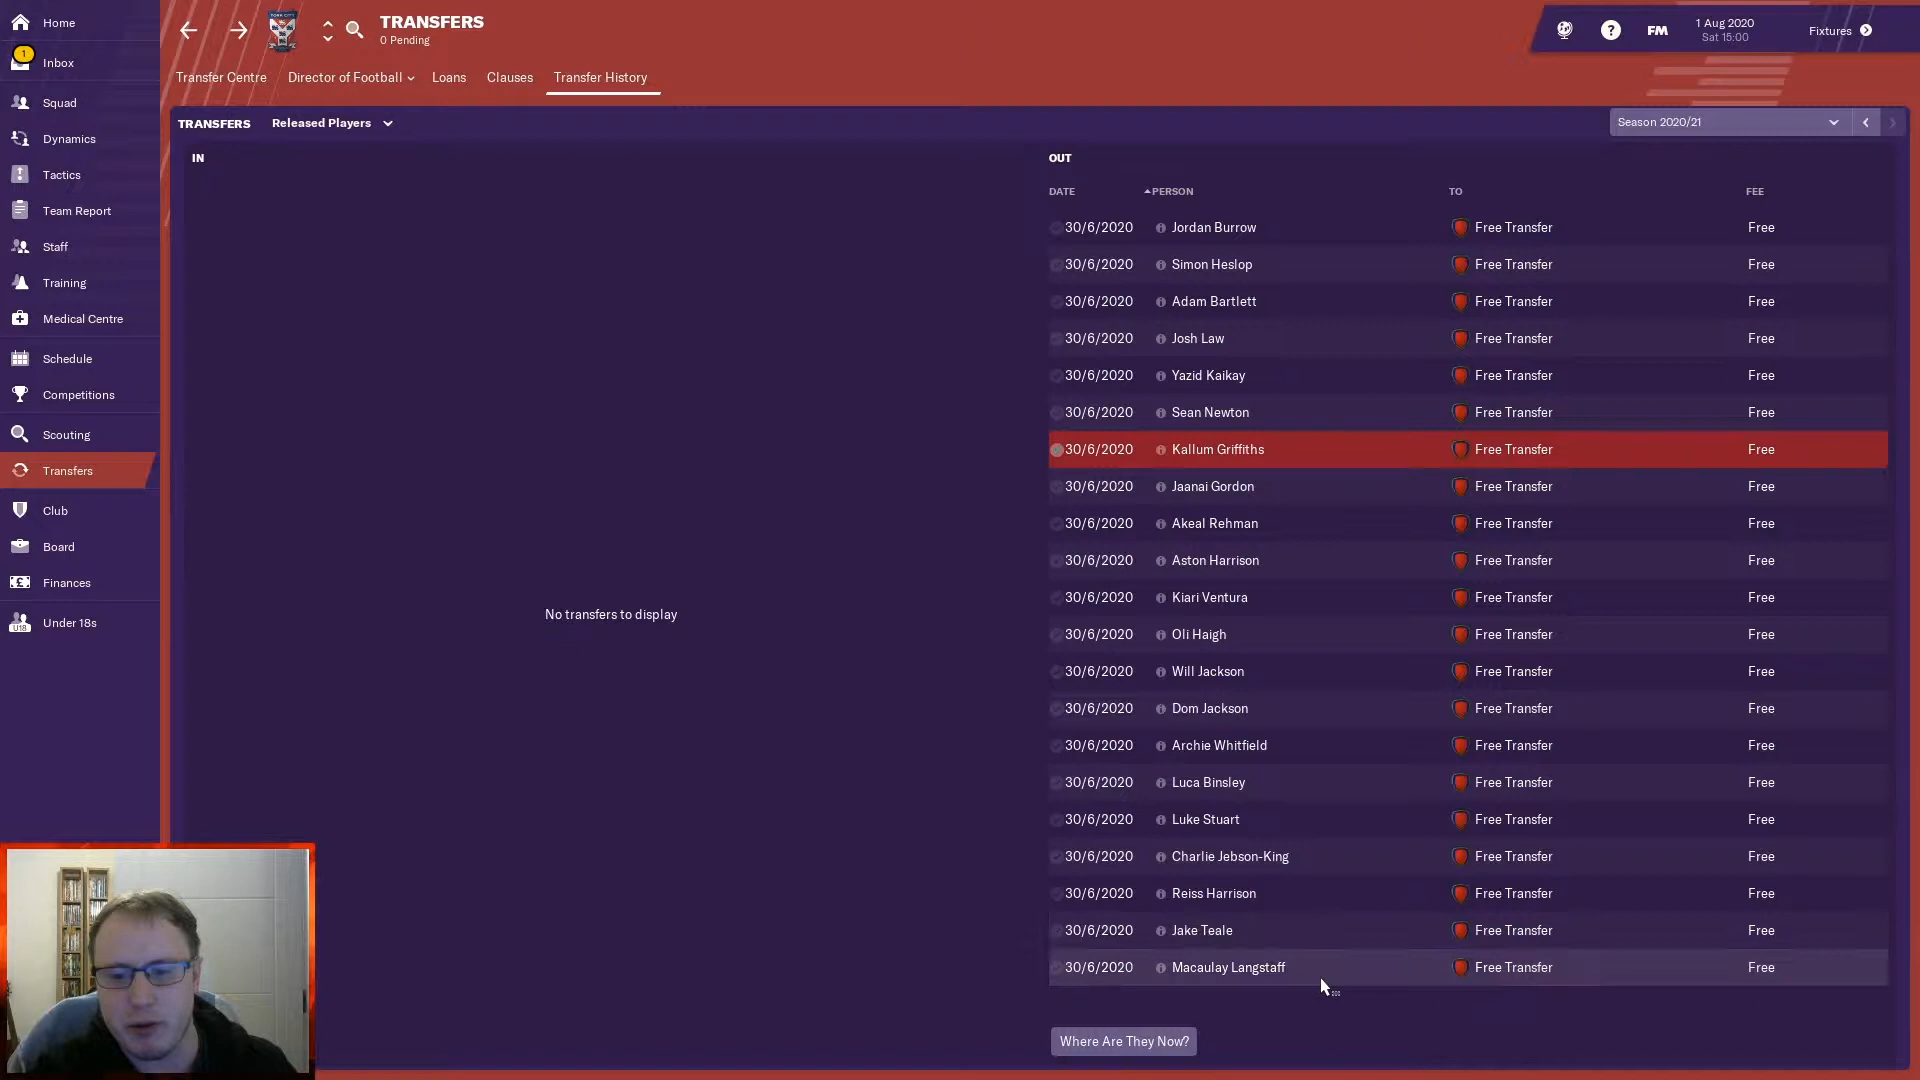 Home
1
Inbox
Squad
Dynamics
Tactics
Team Report
Staff
Training
Medical Centre
Schedule
Competitions
Scouting
Transfers
Club
Board
Finances
U18
Under 18s
YORK CITY
TRANSFERS
0 Pending
?
FM
1 Aug 2020
Sat 15:00
Fixtures
Transfer Centre
Director of Football
Loans
Clauses
Transfer History
TRANSFERS
Released Players
Season 2020/21
IN
No transfers to display
OUT
DATE PERSON TO FEE
30/6/2020 Jordan Burrow Free Transfer Free
30/6/2020 Simon Heslop Free Transfer Free
30/6/2020 Adam Bartlett Free Transfer Free
30/6/2020 Josh Law Free Transfer Free
30/6/2020 Yazid Kaikay Free Transfer Free
30/6/2020 Sean Newton Free Transfer Free
30/6/2020 Kallum Griffiths Free Transfer Free
30/6/2020 Jaanai Gordon Free Transfer Free
30/6/2020 Akeal Rehman Free Transfer Free
30/6/2020 Aston Harrison Free Transfer Free
30/6/2020 Kiari Ventura Free Transfer Free
30/6/2020 Oli Haigh Free Transfer Free
30/6/2020 Will Jackson Free Transfer Free
30/6/2020 Dom Jackson Free Transfer Free
30/6/2020 Archie Whitfield Free Transfer Free
30/6/2020 Luca Binsley Free Transfer Free
30/6/2020 Luke Stuart Free Transfer Free
30/6/2020 Charlie Jebson-King Free Transfer Free
30/6/2020 Reiss Harrison Free Transfer Free
30/6/2020 Jake Teale Free Transfer Free
30/6/2020 Macaulay Langstaff Free Transfer Free
Where Are They Now?